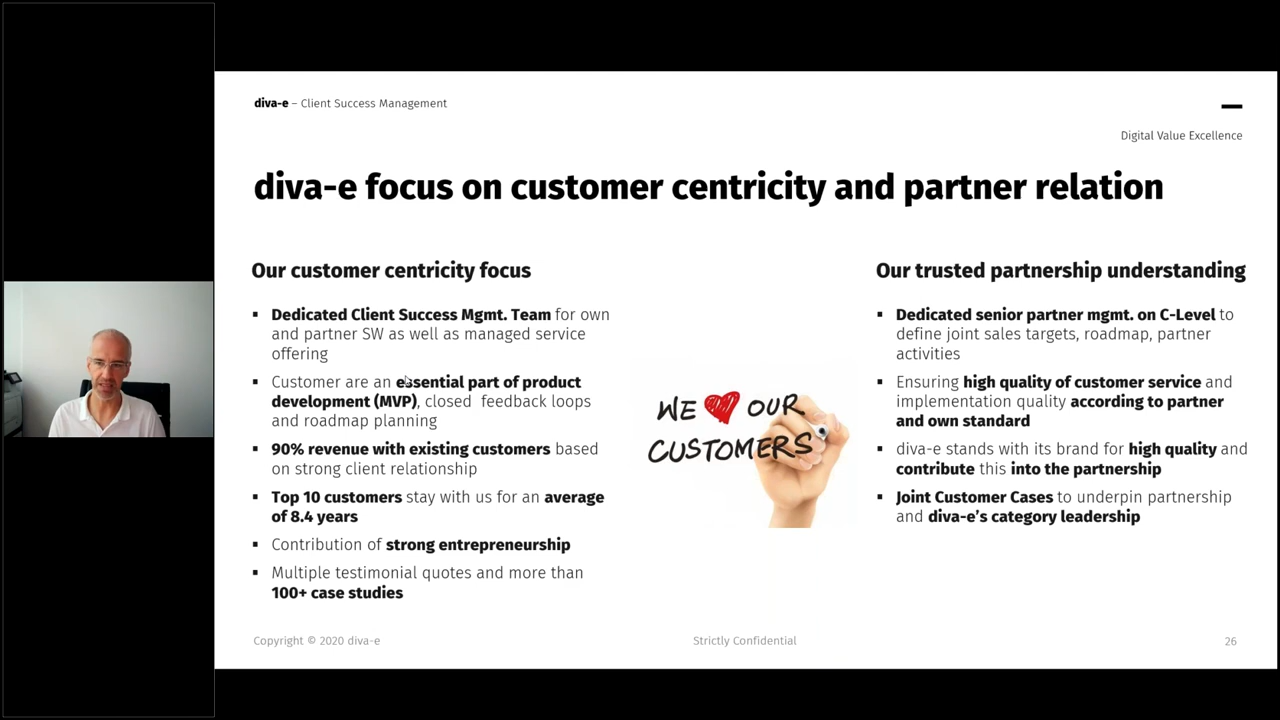 diva-e – Client Success Management
Digital Value Excellence
diva-e focus on customer centricity and partner relation
Our customer centricity focus
▪ Dedicated Client Success Mgmt. Team for own
and partner SW as well as managed service
offering
▪ Customer are an essential part of product
development (MVP), closed feedback loops
and roadmap planning
▪ 90% revenue with existing customers based
on strong client relationship
▪ Top 10 customers stay with us for an average
of 8.4 years
▪ Contribution of strong entrepreneurship
▪ Multiple testimonial quotes and more than
100+ case studies
WE ❤ OUR
CUSTOMERS
Our trusted partnership understanding
▪ Dedicated senior partner mgmt. on C-Level to
define joint sales targets, roadmap, partner
activities
▪ Ensuring high quality of customer service and
implementation quality according to partner
and own standard
▪ diva-e stands with its brand for high quality and
contribute this into the partnership
▪ Joint Customer Cases to underpin partnership
and diva-e’s category leadership
Copyright © 2020 diva-e
Strictly Confidential
26